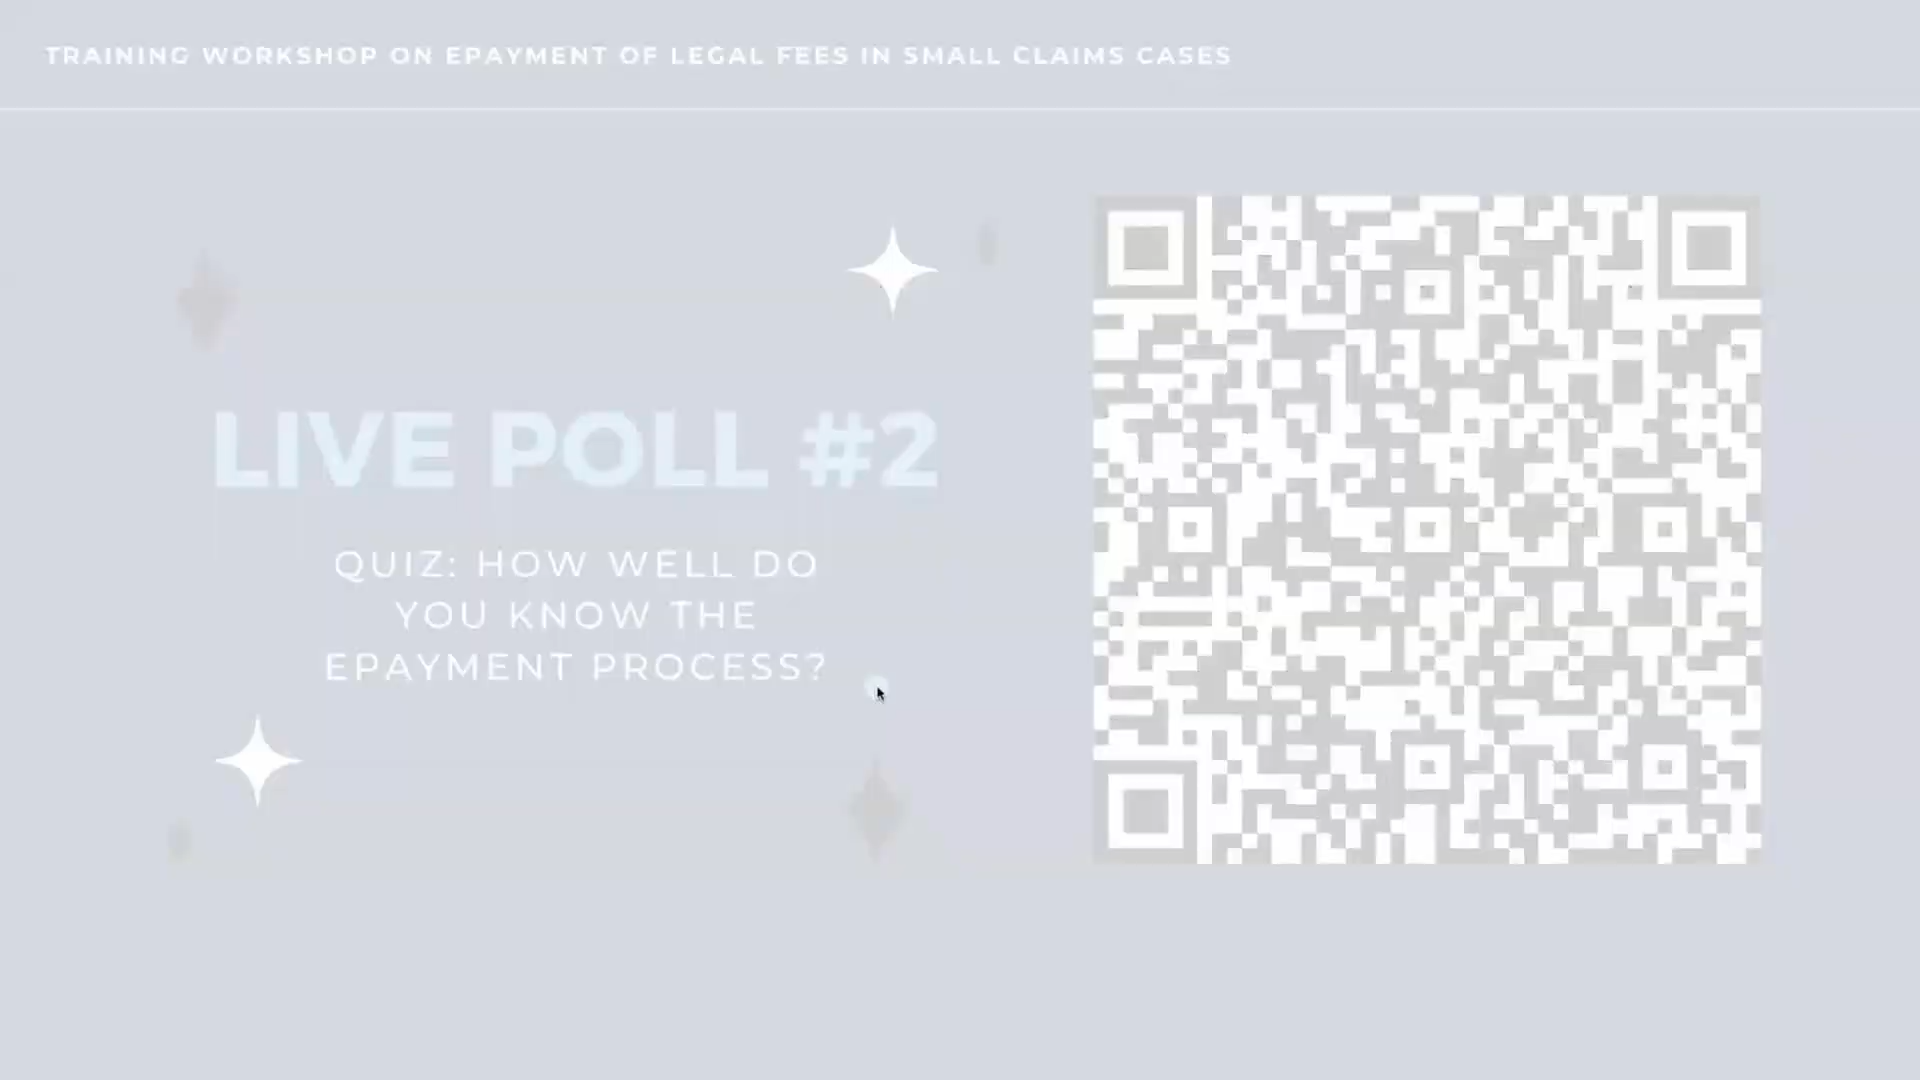 TRAINING WORKSHOP ON EPAYMENT OF LEGAL FEES IN SMALL CLAIMS CASES
LIVE POLL #2
QUIZ: HOW WELL DO
YOU KNOW THE
EPAYMENT PROCESS?